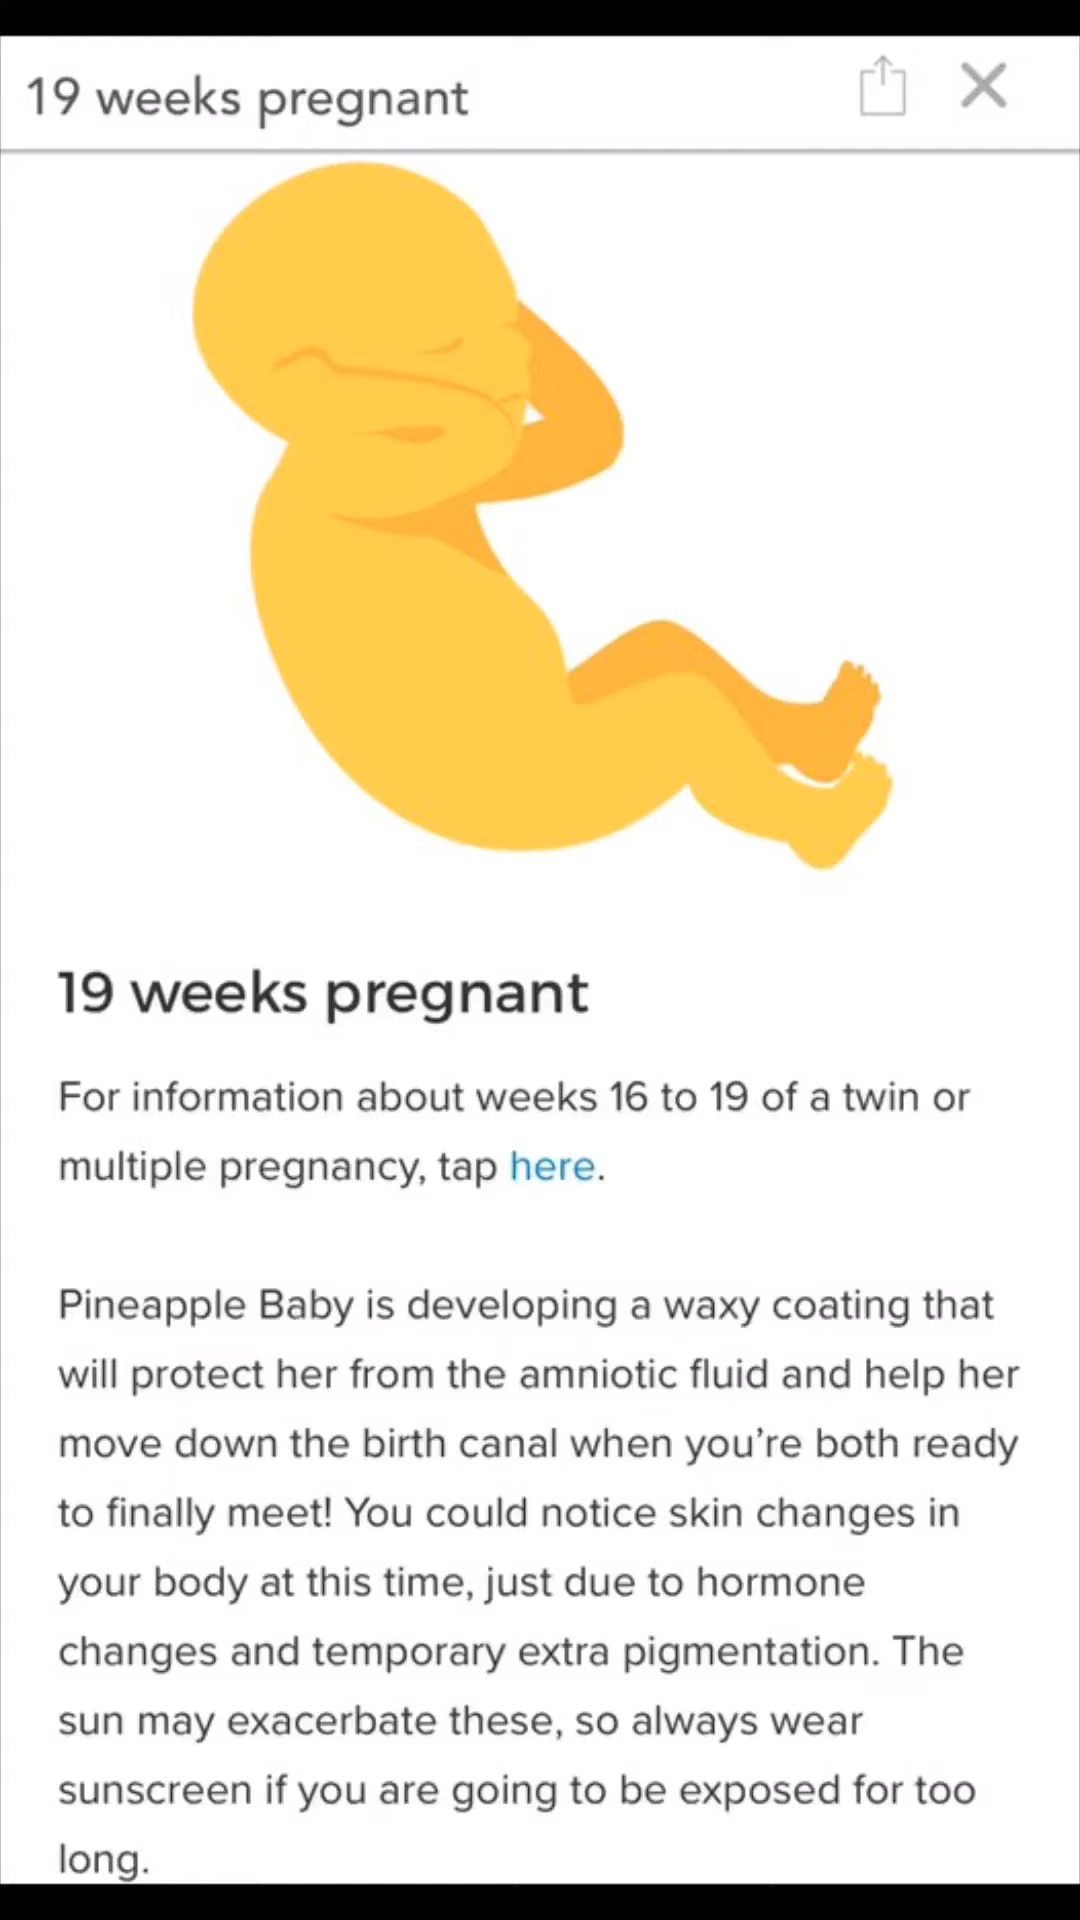 19 weeks pregnant
19 weeks pregnant
For information about weeks 16 to 19 of a twin or
multiple pregnancy, tap here.
Pineapple Baby is developing a waxy coating that
will protect her from the amniotic fluid and help her
move down the birth canal when you’re both ready
to finally meet! You could notice skin changes in
your body at this time, just due to hormone
changes and temporary extra pigmentation. The
sun may exacerbate these, so always wear
sunscreen if you are going to be exposed for too
long.